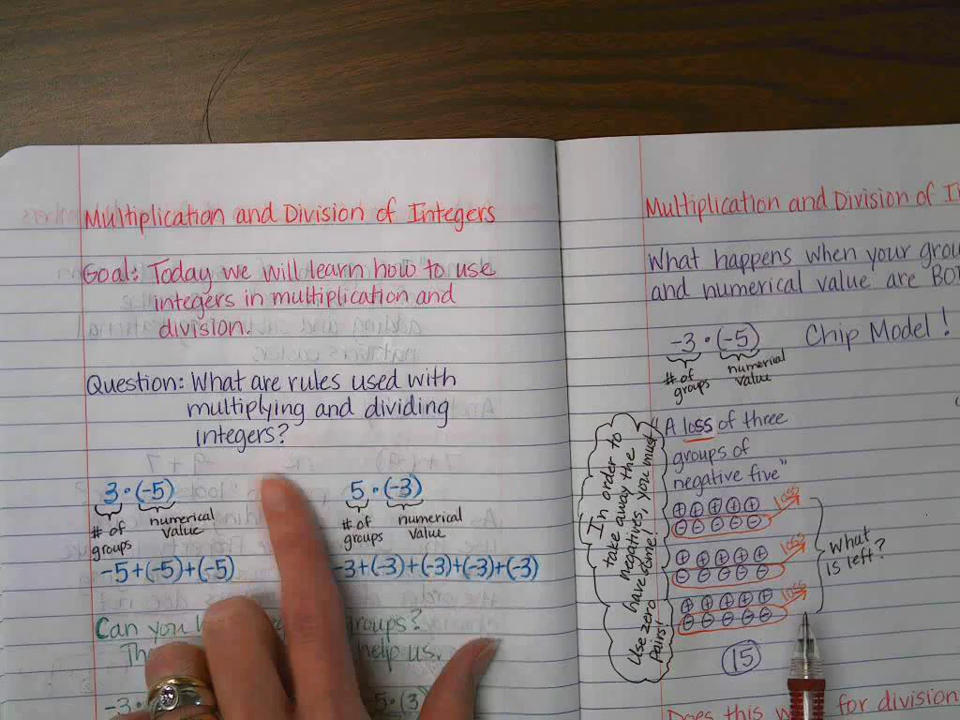 Multiplication and Division of Integers
Goal: Today we will learn how to use
integers in multiplication and
division.
Question: What are rules used with
multiplying and dividing
integers?
3 · (-5)
# of
groups
numerical
value
-5+(-5)+(-5)
5 · (-3)
# of
groups
numerical
value
-3+(-3)+(-3)+(-3)+(-3)
Can you groups?
help us.
-3·
-5·(3
Multiplication and Division of
What happens when your
and numerical value are
-3 · (-5) Chip Model!
# of
groups
numerical
value
"A loss of three
groups of
negative five"
In order to
take away the
negatives, you must
have some!
Use zero
pairs!
+ + + + +
- - - - -
loss
+ + + + +
- - - - -
loss
+ + + + +
- - - - -
loss
what
is left?
15
Does this for division